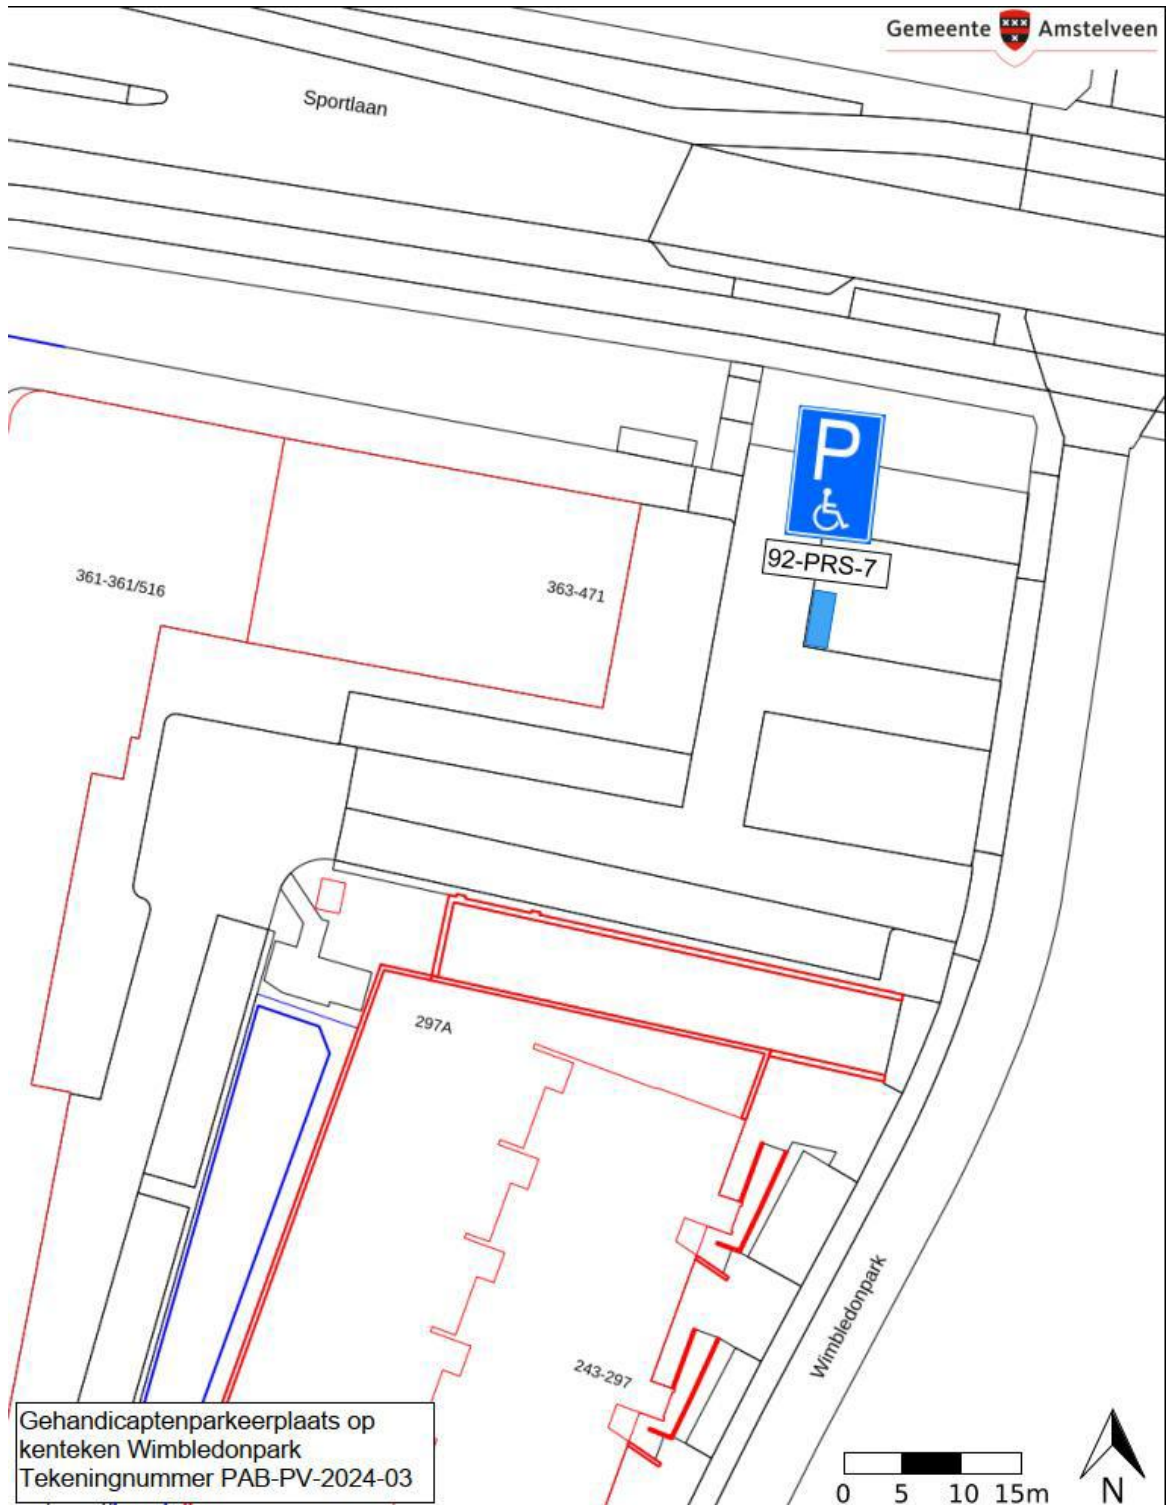 Gemeente Amstelveen
Sportlaan
P
92-PRS-7
361-361/516
363-471
297A
243-297
Wimbledonpark
Gehandicaptenparkeerplaats op
kenteken Wimbledonpark
Tekeningnummer PAB-PV-2024-03
0 5 10 15m
N